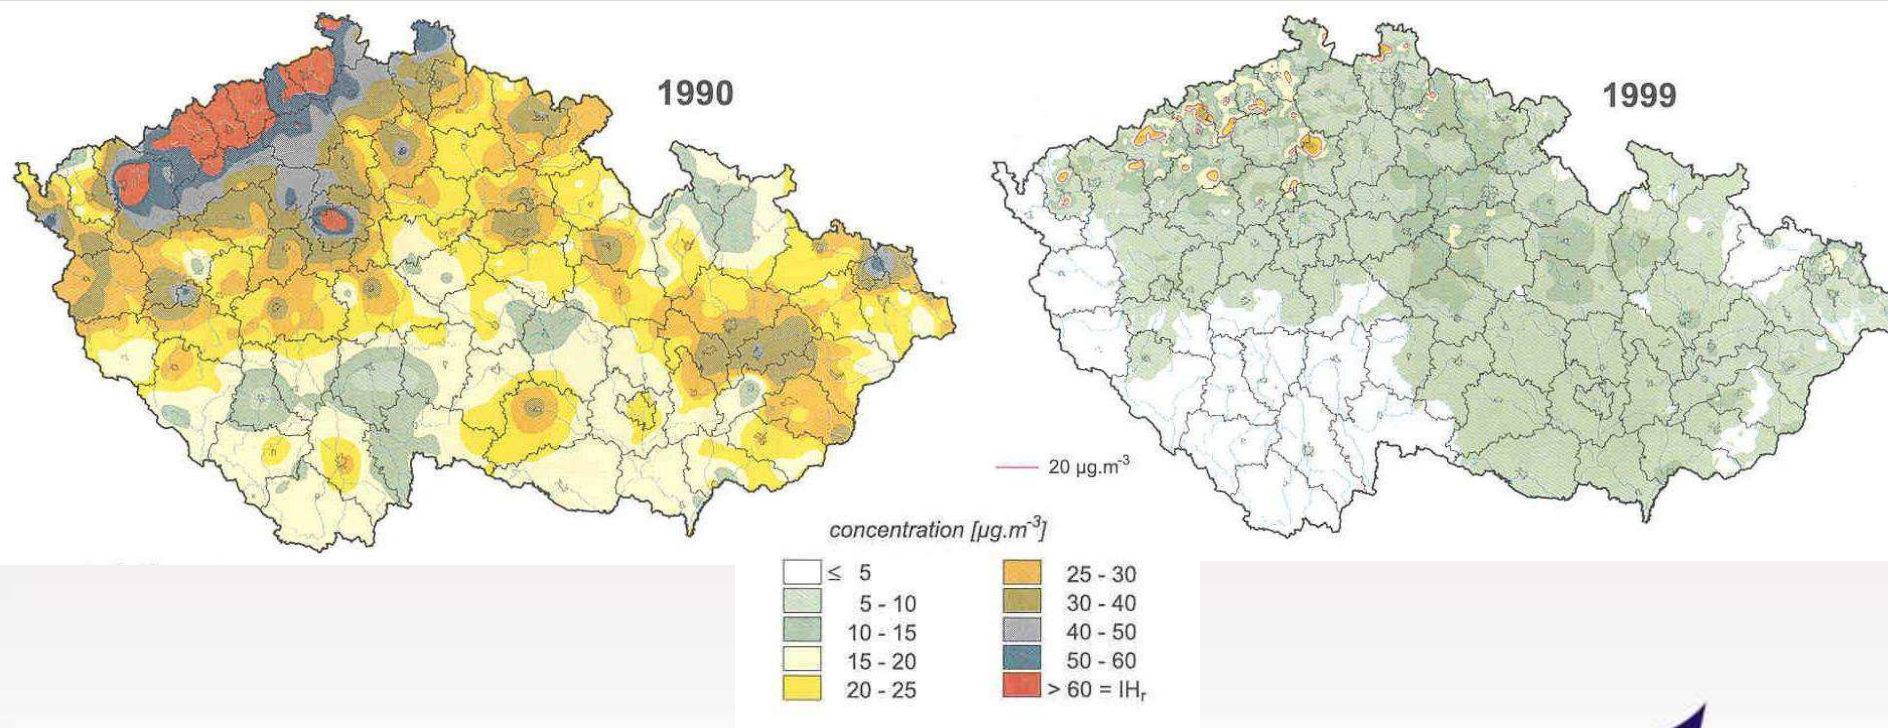 1990
1999
20 µg.m-3
concentration [µg.m-3]
≤ 5
5 - 10
10 - 15
15 - 20
20 - 25
25 - 30
30 - 40
40 - 50
50 - 60
> 60 = IHr